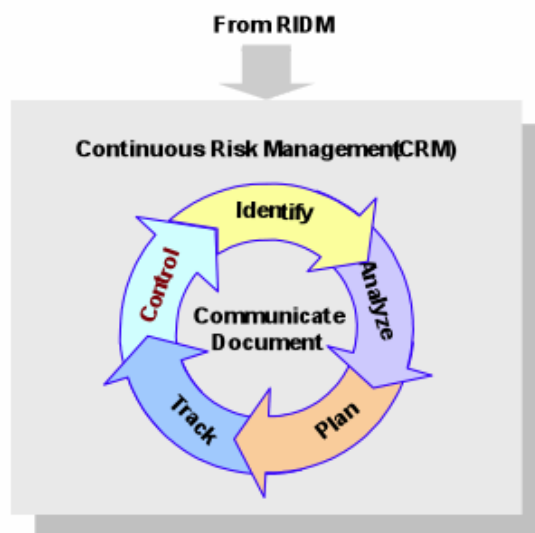 From RIDM
Continuous Risk Management(CRM)
Identify
Analyze
Plan
Track
Control
Communicate
Document